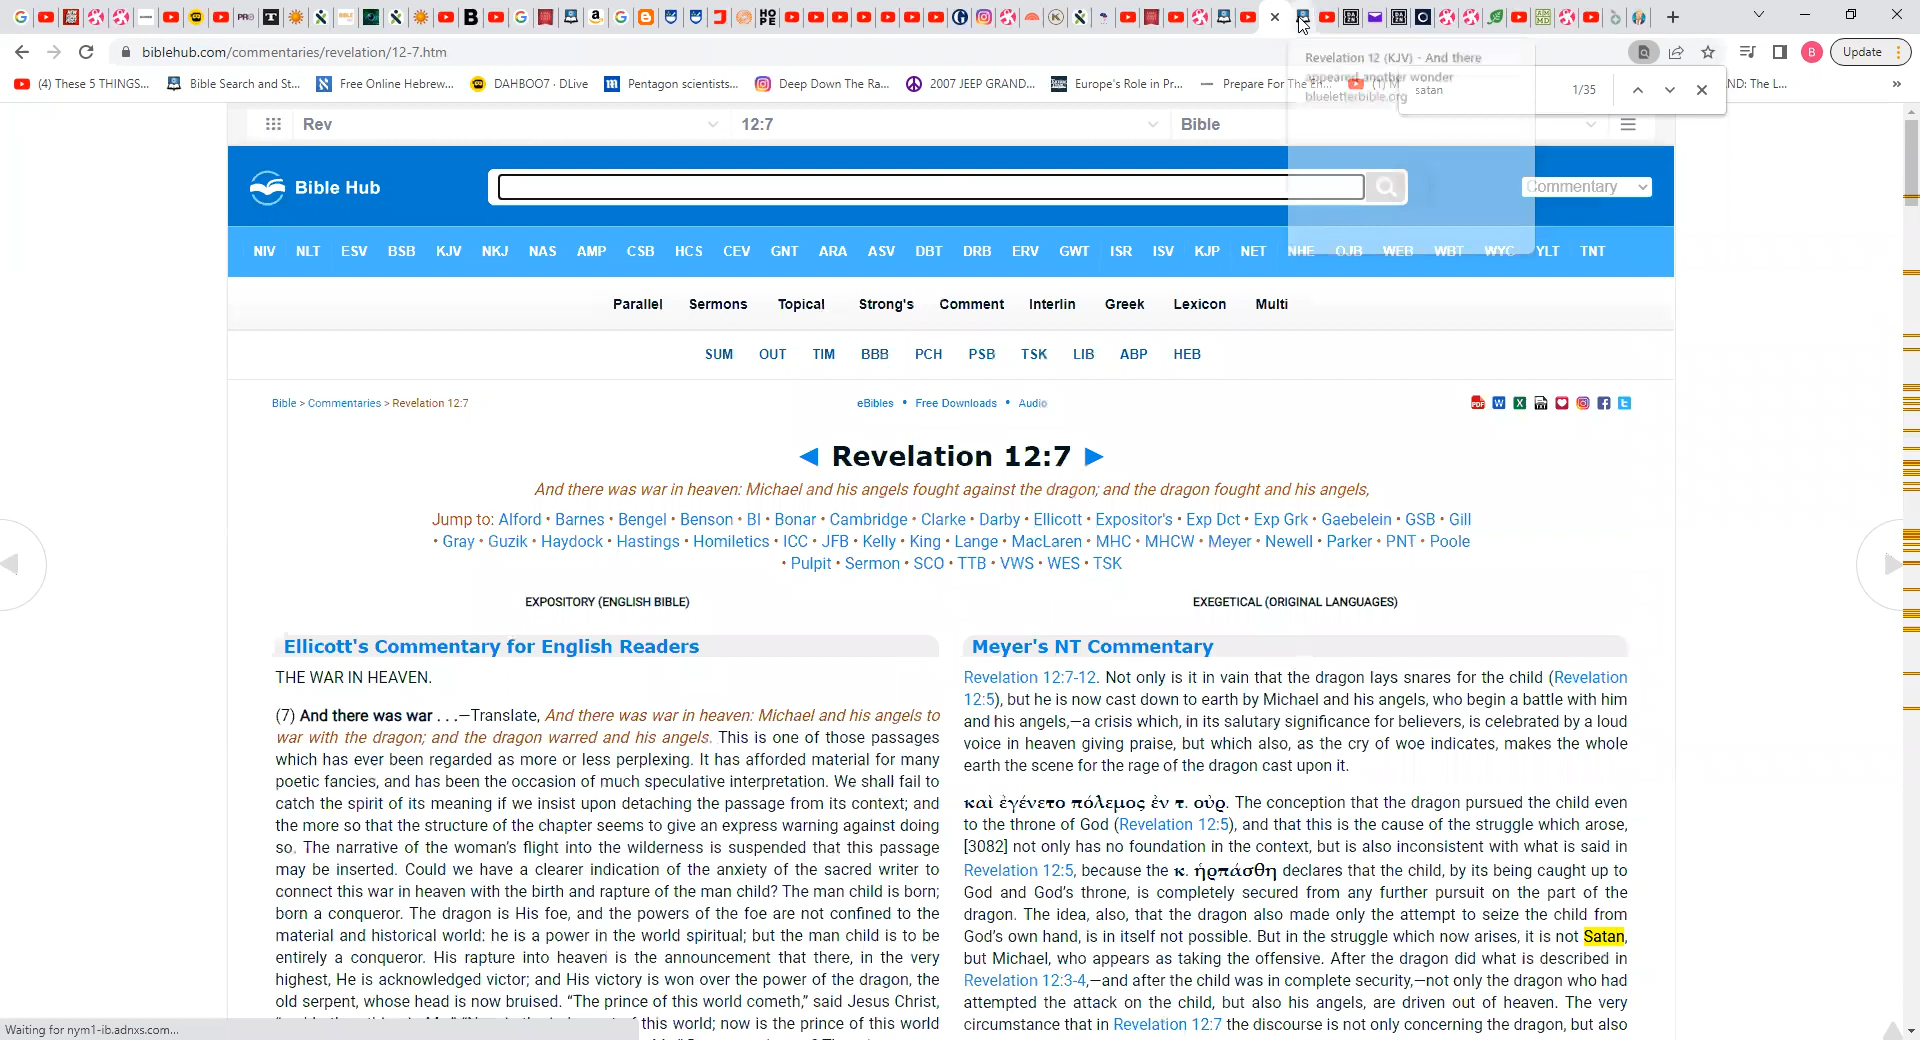 biblehub.com/commentaries/revelation/12-7.htm
Update
(4) These 5 THINGS...
Bible Search and St...
Free Online Hebrew...
DAHBOO7 · DLive
Pentagon scientists...
Deep Down The Ra...
2007 JEEP GRAND...
Europe's Role in Pr...
Prepare For The En...
(1) M
ND: The L...
Revelation 12 (KJV) - And there
appeared another wonder
blueletterbible.org
satan
1/35
Rev
12:7
Bible
Bible Hub
Commentary
NIV NLT ESV BSB KJV NKJ NAS AMP CSB HCS CEV GNT ARA ASV DBT DRB ERV GWT ISR ISV KJP NET NHE OJB WEB WBT WYC YLT TNT
Parallel Sermons Topical Strong's Comment Interlin Greek Lexicon Multi
SUM OUT TIM BBB PCH PSB TSK LIB ABP HEB
Bible > Commentaries > Revelation 12:7
eBibles • Free Downloads • Audio
◄ Revelation 12:7 ►
And there was war in heaven: Michael and his angels fought against the dragon; and the dragon fought and his angels,
Jump to: Alford • Barnes • Bengel • Benson • BI • Bonar • Cambridge • Clarke • Darby • Ellicott • Expositor's • Exp Dct • Exp Grk • Gaebelein • GSB • Gill
• Gray • Guzik • Haydock • Hastings • Homiletics • ICC • JFB • Kelly • King • Lange • MacLaren • MHC • MHCW • Meyer • Newell • Parker • PNT • Poole
• Pulpit • Sermon • SCO • TTB • VWS • WES • TSK
EXPOSITORY (ENGLISH BIBLE)
Ellicott's Commentary for English Readers
THE WAR IN HEAVEN.
(7) And there was war . . .—Translate, And there was war in heaven: Michael and his angels to
war with the dragon; and the dragon warred and his angels. This is one of those passages
which has ever been regarded as more or less perplexing. It has afforded material for many
poetic fancies, and has been the occasion of much speculative interpretation. We shall fail to
catch the spirit of its meaning if we insist upon detaching the passage from its context; and
the more so that the structure of the chapter seems to give an express warning against doing
so. The narrative of the woman's flight into the wilderness is suspended that this passage
may be inserted. Could we have a clearer indication of the anxiety of the sacred writer to
connect this war in heaven with the birth and rapture of the man child? The man child is born;
born a conqueror. The dragon is His foe, and the powers of the foe are not confined to the
material and historical world: he is a power in the world spiritual; but the man child is to be
entirely a conqueror. His rapture into heaven is the announcement that there, in the very
highest, He is acknowledged victor; and His victory is won over the power of the dragon, the
old serpent, whose head is now bruised. “The prince of this world cometh,” said Jesus Christ,
this world; now is the prince of this world
EXEGETICAL (ORIGINAL LANGUAGES)
Meyer's NT Commentary
Revelation 12:7-12. Not only is it in vain that the dragon lays snares for the child (Revelation
12:5), but he is now cast down to earth by Michael and his angels, who begin a battle with him
and his angels,—a crisis which, in its salutary significance for believers, is celebrated by a loud
voice in heaven giving praise, but which also, as the cry of woe indicates, makes the whole
earth the scene for the rage of the dragon cast upon it.
καὶ ἐγένετο πόλεμος ἐν τ. οὐρ. The conception that the dragon pursued the child even
to the throne of God (Revelation 12:5), and that this is the cause of the struggle which arose,
[3082] not only has no foundation in the context, but is also inconsistent with what is said in
Revelation 12:5, because the κ. ἡρπάσθη declares that the child, by its being caught up to
God and God's throne, is completely secured from any further pursuit on the part of the
dragon. The idea, also, that the dragon also made only the attempt to seize the child from
God's own hand, is in itself not possible. But in the struggle which now arises, it is not Satan,
but Michael, who appears as taking the offensive. After the dragon did what is described in
Revelation 12:3-4,—and after the child was in complete security,—not only the dragon who had
attempted the attack on the child, but also his angels, are driven out of heaven. The very
circumstance that in Revelation 12:7 the discourse is not only concerning the dragon, but also
Waiting for nym1-ib.adnxs.com...